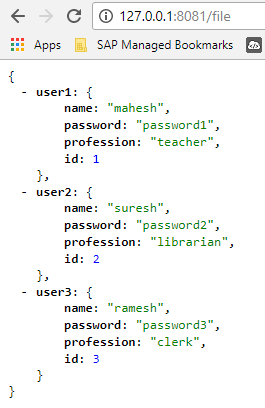 127.0.0.1:8081/file
Apps SAP Managed Bookmarks
{
- user1: {
name: "mahesh",
password: "password1",
profession: "teacher",
id: 1
},
- user2: {
name: "suresh",
password: "password2",
profession: "librarian",
id: 2
},
- user3: {
name: "ramesh",
password: "password3",
profession: "clerk",
id: 3
}
}